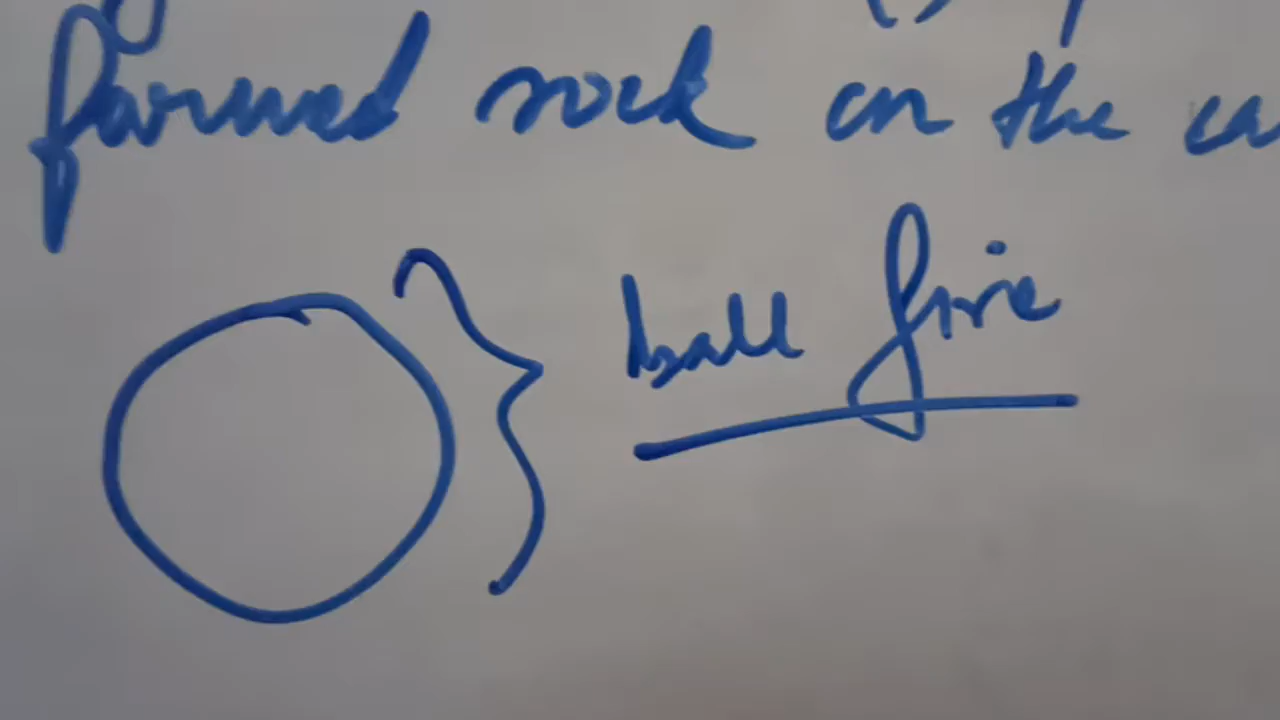 formed rock on the
ball fire